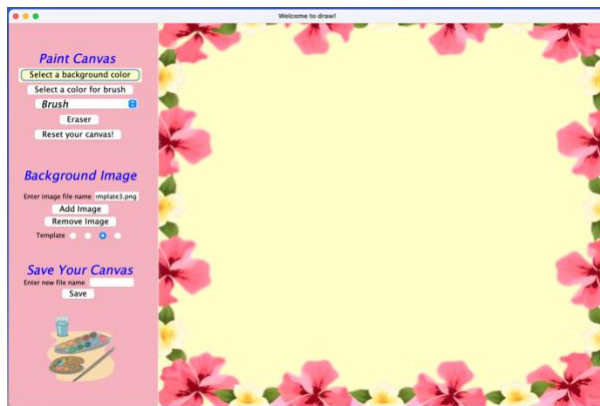 Welcome to draw!
Paint Canvas
Select a background color
Select a color for brush
Brush
Eraser
Reset your canvas!
Background Image
Enter image file name mplate3.png
Add Image
Remove Image
Template
Save Your Canvas
Enter new file name
Save